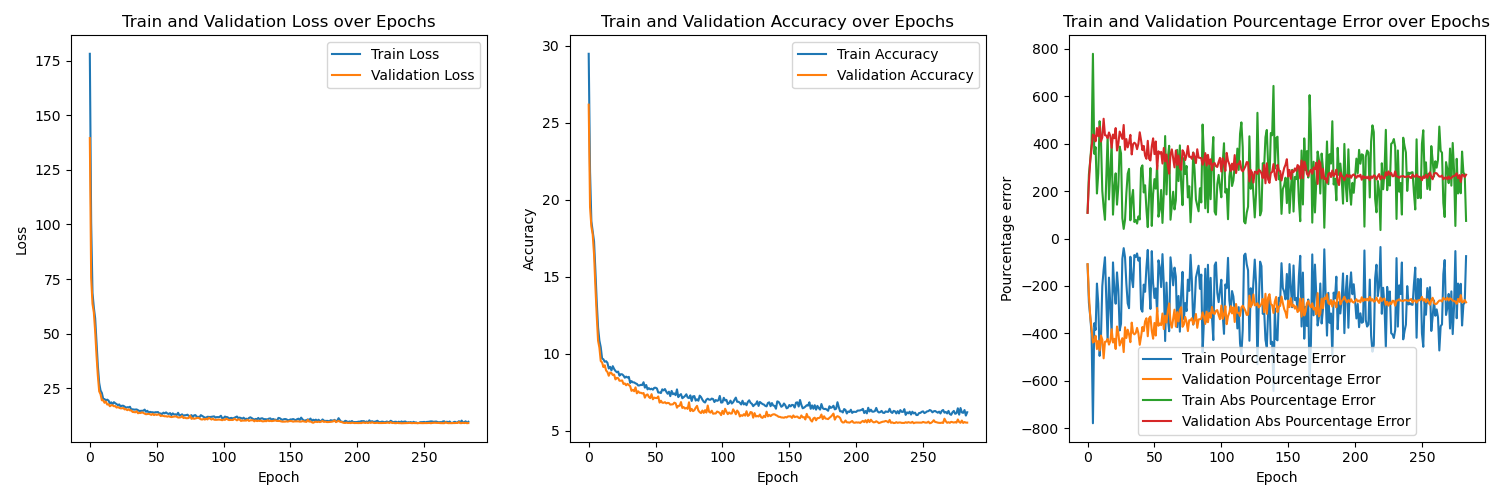 Train and Validation Loss over Epochs
Train Loss
Validation Loss
175
150
125
100
75
50
25
Loss
0
50
100
150
200
250
Epoch
Train and Validation Accuracy over Epochs
Train Accuracy
Validation Accuracy
30
25
20
15
10
5
Accuracy
0
50
100
150
200
250
Epoch
Train and Validation Pourcentage Error over Epochs
800
600
400
200
0
−200
−400
−600
−800
Pourcentage error
Train Pourcentage Error
Validation Pourcentage Error
Train Abs Pourcentage Error
Validation Abs Pourcentage Error
0
50
100
150
200
250
Epoch